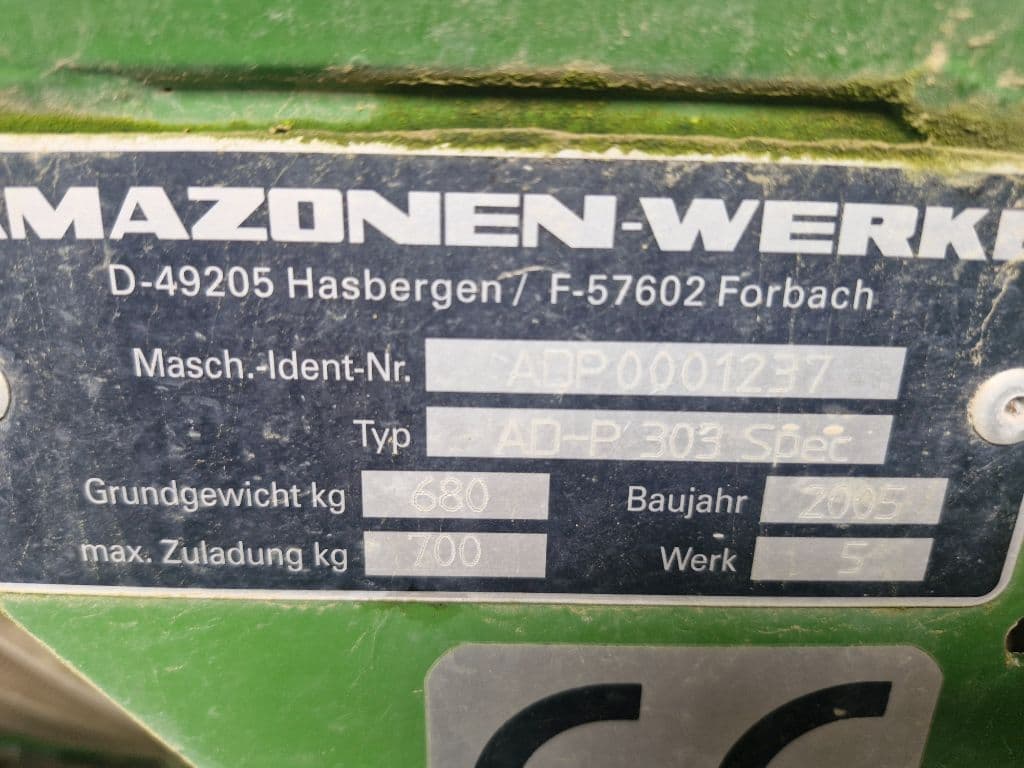 AMAZONEN-WERKE
D-49205 Hasbergen / F-57602 Forbach
Masch.-Ident-Nr. ADP0001237
Typ AD-P 303 Spec
Grundgewicht kg 680 Baujahr 2005
max. Zuladung kg 700 Werk 5
CE